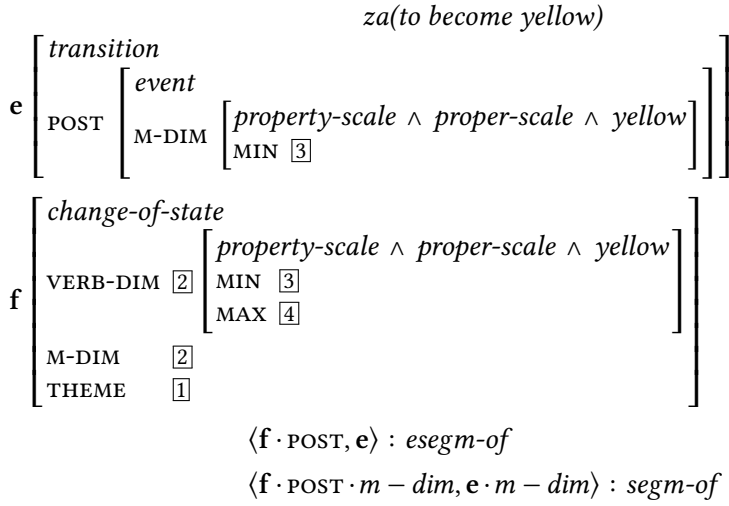 za(to become yellow)
transition
event
e POST M-DIM property-scale ∧ proper-scale ∧ yellow
MIN 3
change-of-state
property-scale ∧ proper-scale ∧ yellow
f VERB-DIM 2 MIN 3
MAX 4
M-DIM 2
THEME 1
⟨f · POST, e⟩ : esegm-of
⟨f · POST · m − dim, e · m − dim⟩ : segm-of